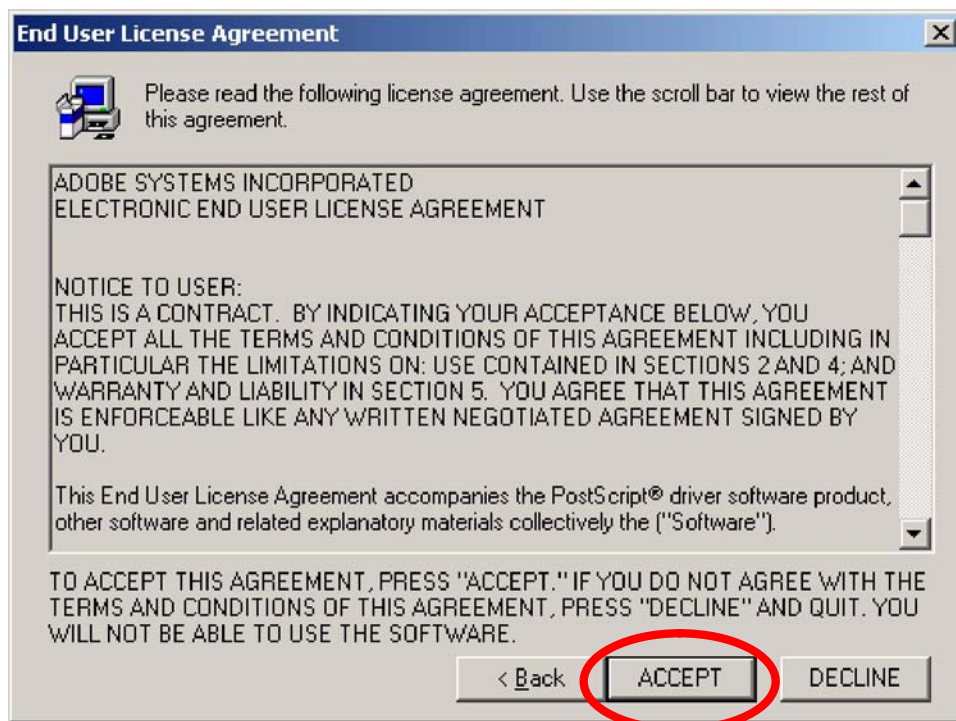 End User License Agreement
Please read the following license agreement. Use the scroll bar to view the rest of
this agreement.
ADOBE SYSTEMS INCORPORATED
ELECTRONIC END USER LICENSE AGREEMENT
NOTICE TO USER:
THIS IS A CONTRACT.  BY INDICATING YOUR ACCEPTANCE BELOW, YOU
ACCEPT ALL THE TERMS AND CONDITIONS OF THIS AGREEMENT INCLUDING IN
PARTICULAR THE LIMITATIONS ON: USE CONTAINED IN SECTIONS 2 AND 4; AND
WARRANTY AND LIABILITY IN SECTION 5.  YOU AGREE THAT THIS AGREEMENT
IS ENFORCEABLE LIKE ANY WRITTEN NEGOTIATED AGREEMENT SIGNED BY
YOU.
This End User License Agreement accompanies the PostScript® driver software product,
other software and related explanatory materials collectively the ("Software").
TO ACCEPT THIS AGREEMENT, PRESS "ACCEPT." IF YOU DO NOT AGREE WITH THE
TERMS AND CONDITIONS OF THIS AGREEMENT, PRESS "DECLINE" AND QUIT. YOU
WILL NOT BE ABLE TO USE THE SOFTWARE.
< Back ACCEPT DECLINE